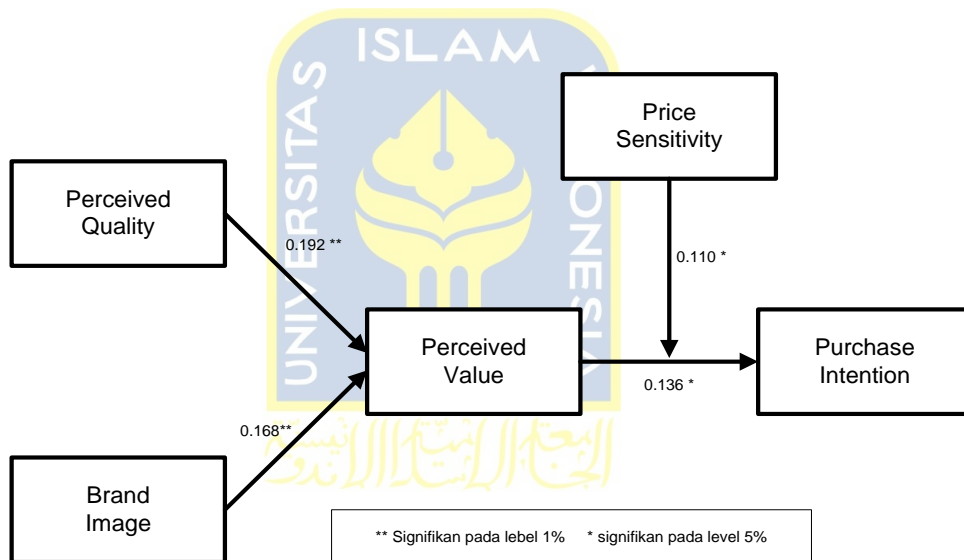 UNIVERSITAS
ISLAM
Price
Sensitivity
Perceived
Quality
0.192 **
0.110 *
Perceived
Value
Purchase
Intention
0.136 *
0.168**
Brand
Image
** Signifikan pada lebel 1% * signifikan pada level 5%